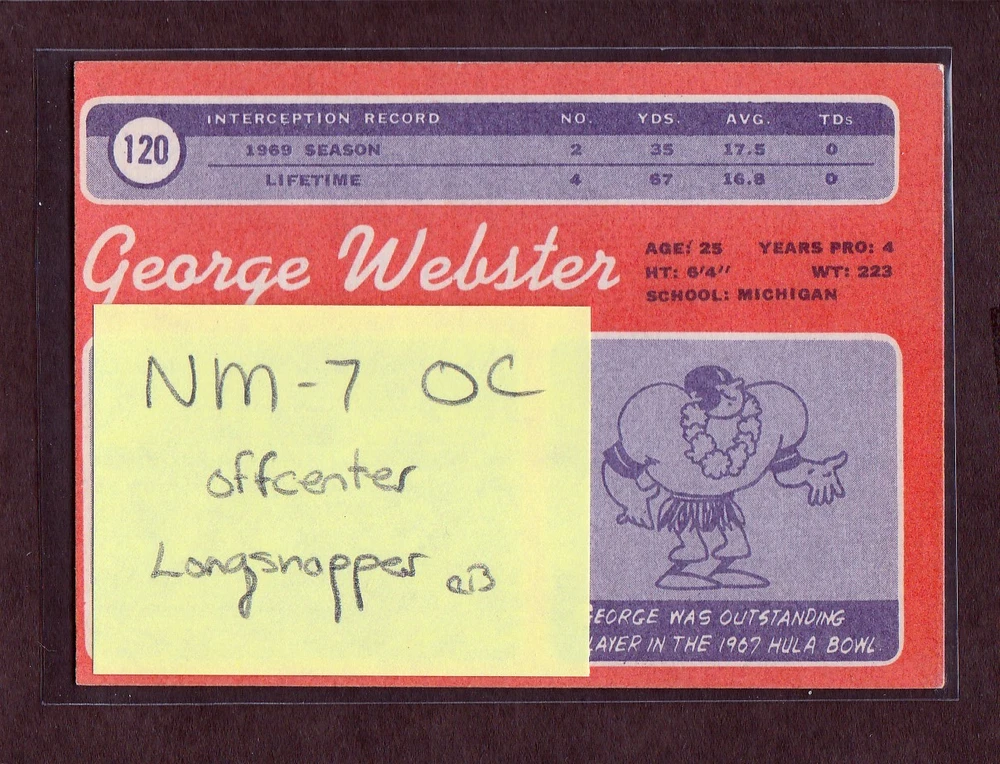 INTERCEPTION RECORD NO. YDS. AVG. TDs
120
1969 SEASON 2 35 17.5 0
LIFETIME 4 67 16.8 0
George Webster
AGE: 25 YEARS PRO: 4
HT: 6'4" WT: 223
SCHOOL: MICHIGAN
NM-7 OC
offcenter
Longsnapper
GEORGE WAS OUTSTANDING
LAYER IN THE 1967 HULA BOWL.